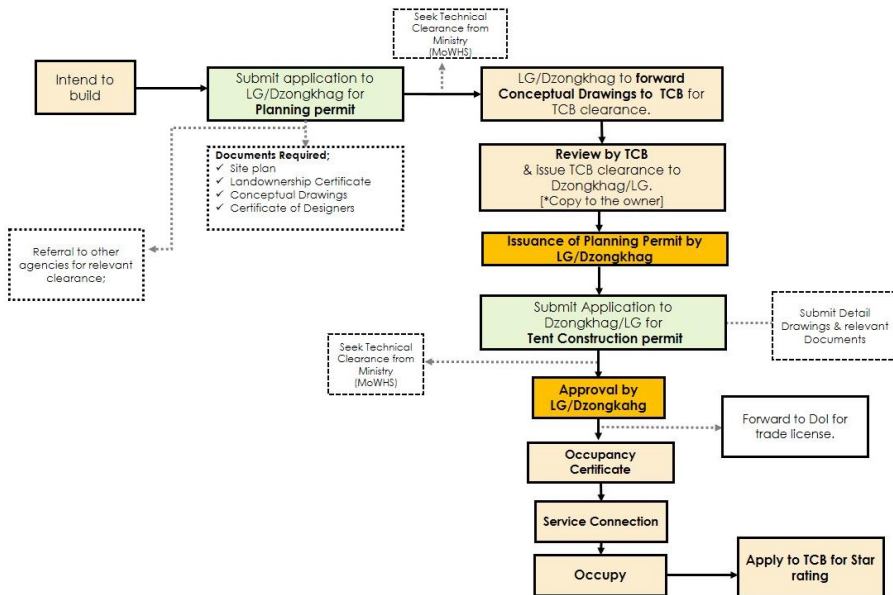 Seek Technical
Clearance from
Ministry
(MoWHS)
Intend to
build
Submit application to
LG/Dzongkhag for
Planning permit
LG/Dzongkhag to forward
Conceptual Drawings to TCB for
TCB clearance.
Documents Required;
✓ Site plan
✓ Landownership Certificate
✓ Conceptual Drawings
✓ Certificate of Designers
Review by TCB
& issue TCB clearance to
Dzongkhag/LG.
[*Copy to the owner]
Referral to other
agencies for relevant
clearance;
Issuance of Planning Permit by
LG/Dzongkhag
Submit Application to
Dzongkhag/LG for
Tent Construction permit
Submit Detail
Drawings & relevant
Documents
Seek Technical
Clearance from
Ministry
(MoWHS)
Approval by
LG/Dzongkahg
Forward to DoI for
trade license.
Occupancy
Certificate
Service Connection
Occupy
Apply to TCB for Star
rating